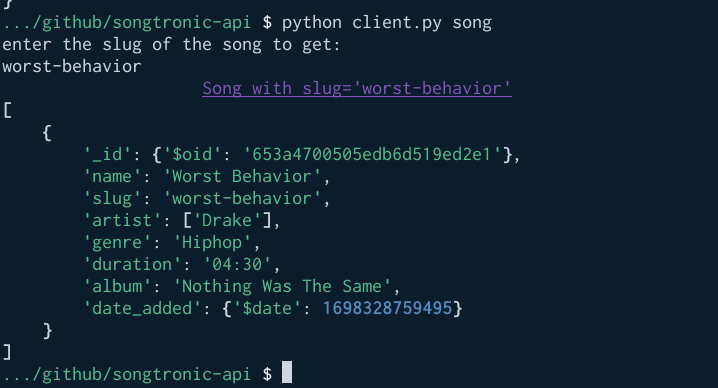 }
.../github/songtronic-api $ python client.py song
enter the slug of the song to get:
worst-behavior
Song with slug='worst-behavior'
[
    {
        '_id': {'$oid': '653a4700505edb6d519ed2e1'},
        'name': 'Worst Behavior',
        'slug': 'worst-behavior',
        'artist': ['Drake'],
        'genre': 'Hiphop',
        'duration': '04:30',
        'album': 'Nothing Was The Same',
        'date_added': {'$date': 1698328759495}
    }
]
.../github/songtronic-api $